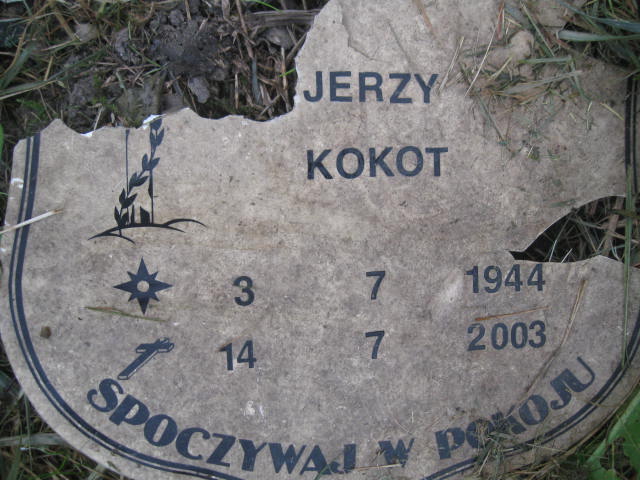 JERZY
KOKOT
3 7 1944
14 7 2003
SPOCZYWAJ W POKOJU